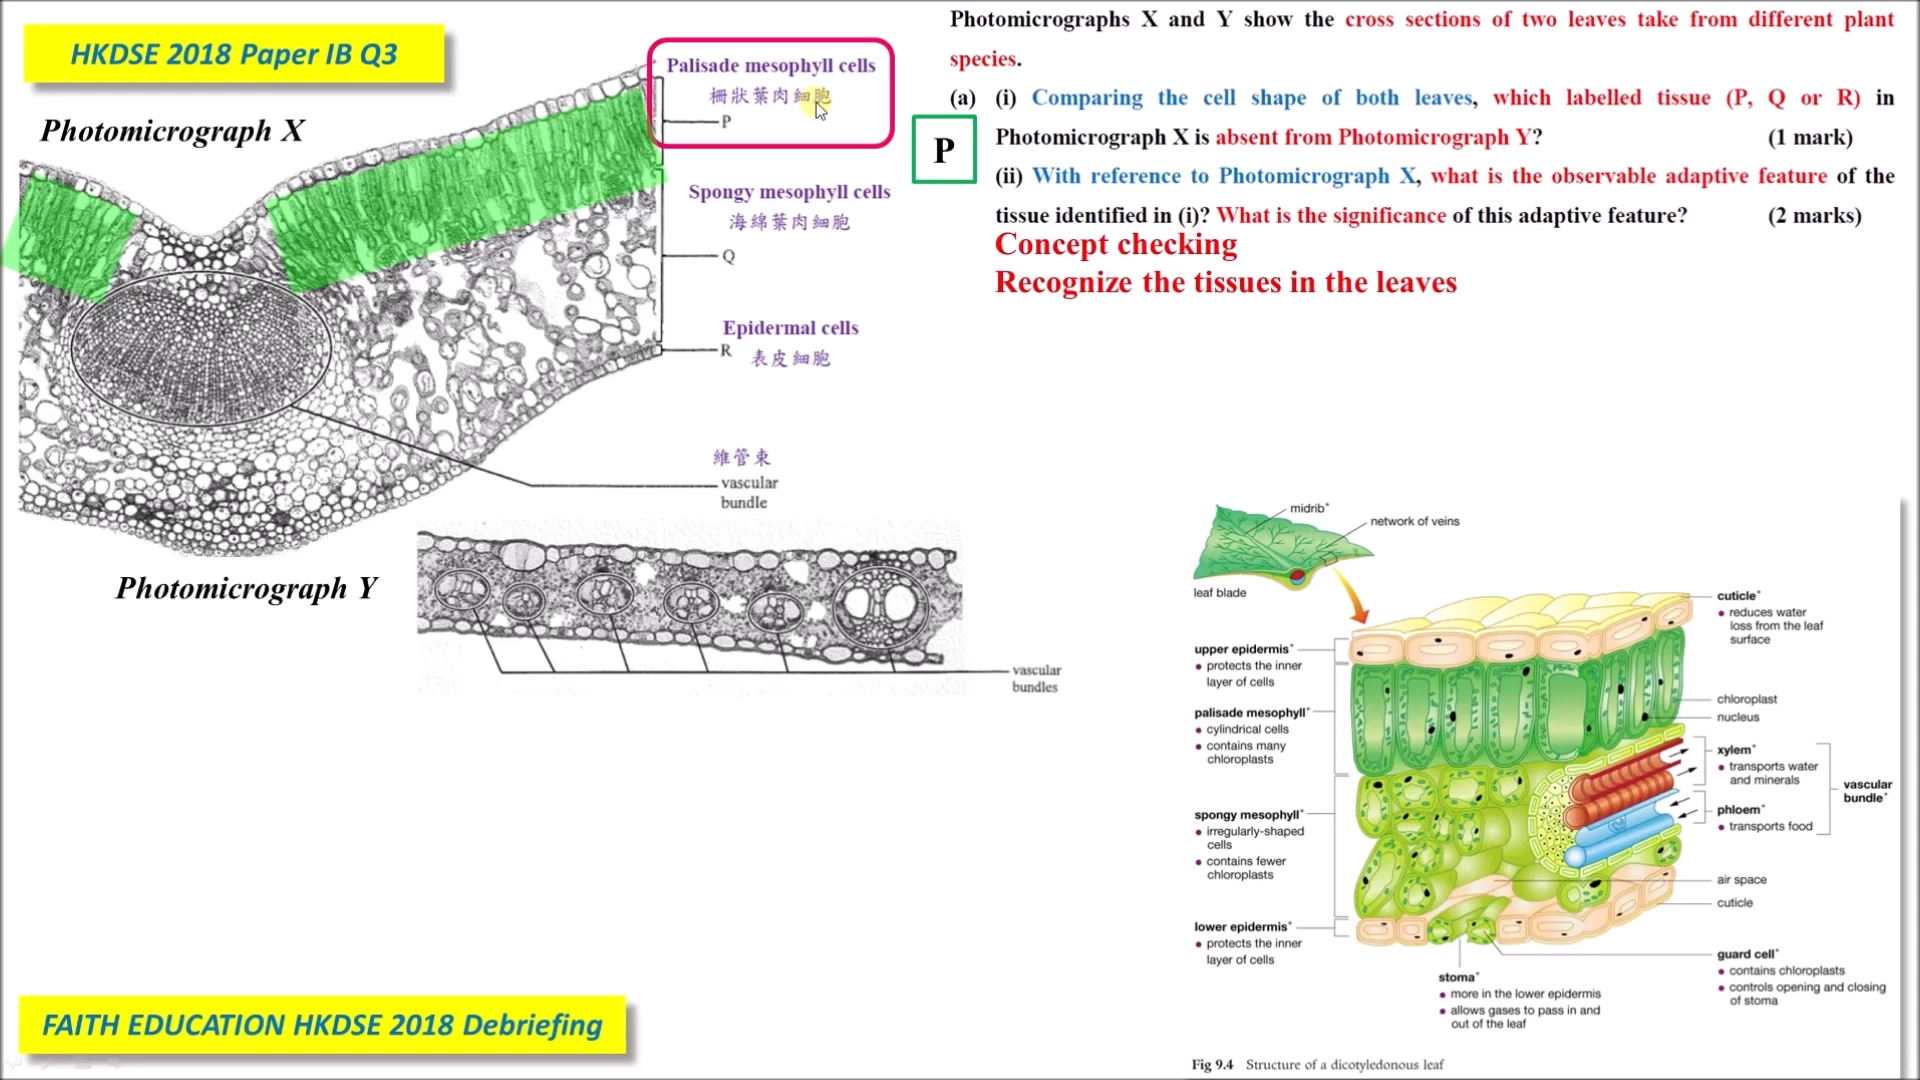 HKDSE 2018 Paper IB Q3
Photomicrograph X
Palisade mesophyll cells
柵狀葉肉細胞
P
Spongy mesophyll cells
海綿葉肉細胞
Q
Epidermal cells
R
表皮細胞
維管束
vascular
bundle
Photomicrograph Y
vascular
bundles
Photomicrographs X and Y show the cross sections of two leaves take from different plant
species.
(a) (i) Comparing the cell shape of both leaves, which labelled tissue (P, Q or R) in
Photomicrograph X is absent from Photomicrograph Y? (1 mark)
P
(ii) With reference to Photomicrograph X, what is the observable adaptive feature of the
tissue identified in (i)? What is the significance of this adaptive feature? (2 marks)
Concept checking
Recognize the tissues in the leaves
midrib*
network of veins
leaf blade
upper epidermis*
• protects the inner
layer of cells
palisade mesophyll*
• cylindrical cells
• contains many
chloroplasts
spongy mesophyll*
• irregularly-shaped
cells
• contains fewer
chloroplasts
lower epidermis*
• protects the inner
layer of cells
stoma*
• more in the lower epidermis
• allows gases to pass in and
out of the leaf
cuticle*
• reduces water
loss from the leaf
surface
chloroplast
nucleus
xylem*
• transports water
and minerals
phloem*
• transports food
vascular
bundle*
air space
cuticle
guard cell*
• contains chloroplasts
• controls opening and closing
of stoma
Fig 9.4 Structure of a dicotyledonous leaf
FAITH EDUCATION HKDSE 2018 Debriefing